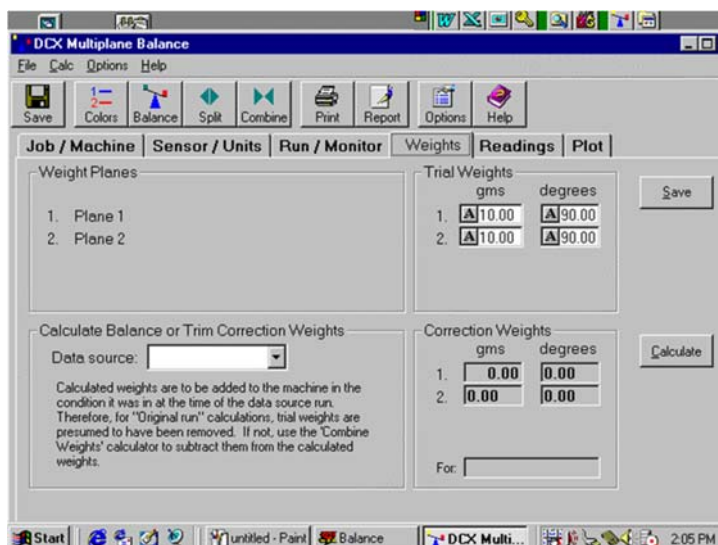 DCX Multiplane Balance
File Calc Options Help
Save Colors Balance Split Combine Print Report Options Help
Job / Machine Sensor / Units Run / Monitor Weights Readings Plot
Weight Planes
1. Plane 1
2. Plane 2
Trial Weights
gms degrees
1. A 10.00 A 90.00
2. A 10.00 A 90.00
Save
Calculate Balance or Trim Correction Weights
Data source:
Calculated weights are to be added to the machine in the
condition it was in at the time of the data source run.
Therefore, for "Original run" calculations, trial weights are
presumed to have been removed. If not, use the 'Combine
Weights' calculator to subtract them from the calculated
weights.
Correction Weights
gms degrees
1. 0.00 0.00
2. 0.00 0.00
For:
Calculate
Start untitled - Paint Balance DCX Multi... 2:05 PM